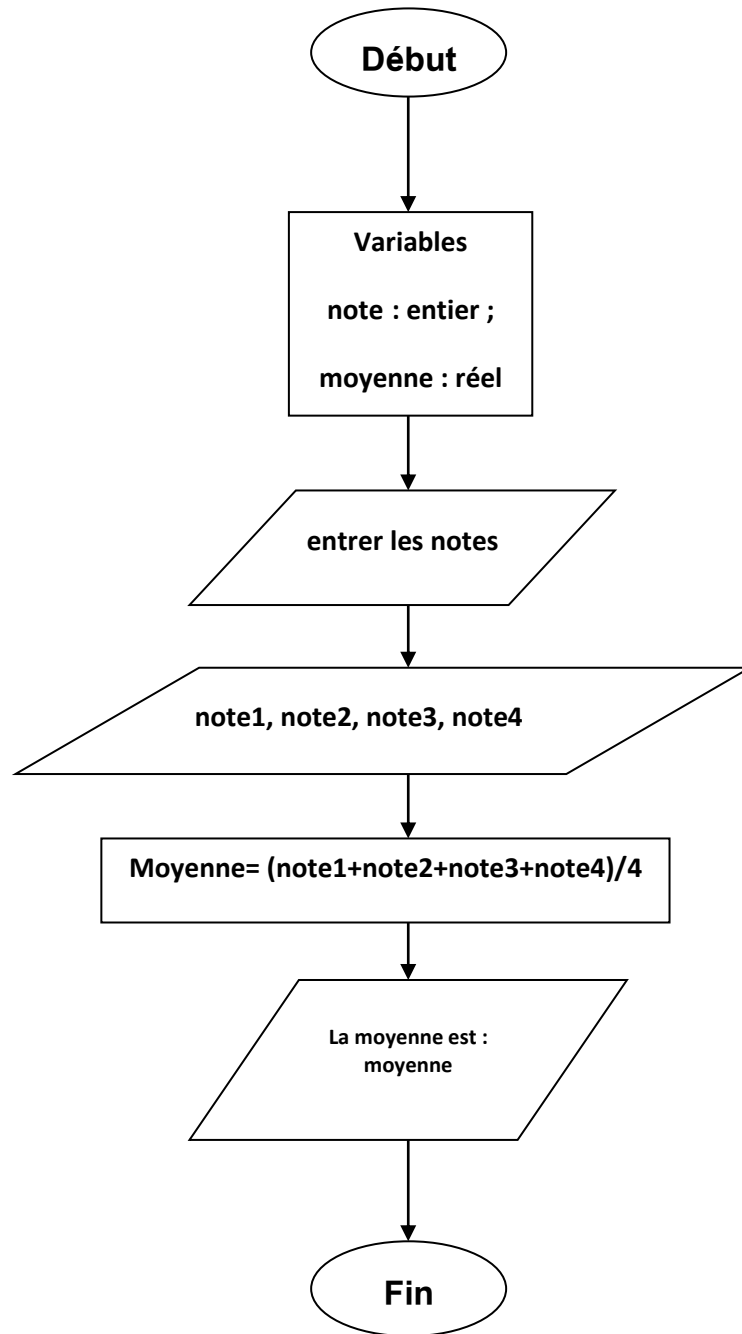 Début
Variables
note : entier ;
moyenne : réel
entrer les notes
note1, note2, note3, note4
Moyenne= (note1+note2+note3+note4)/4
La moyenne est :
moyenne
Fin